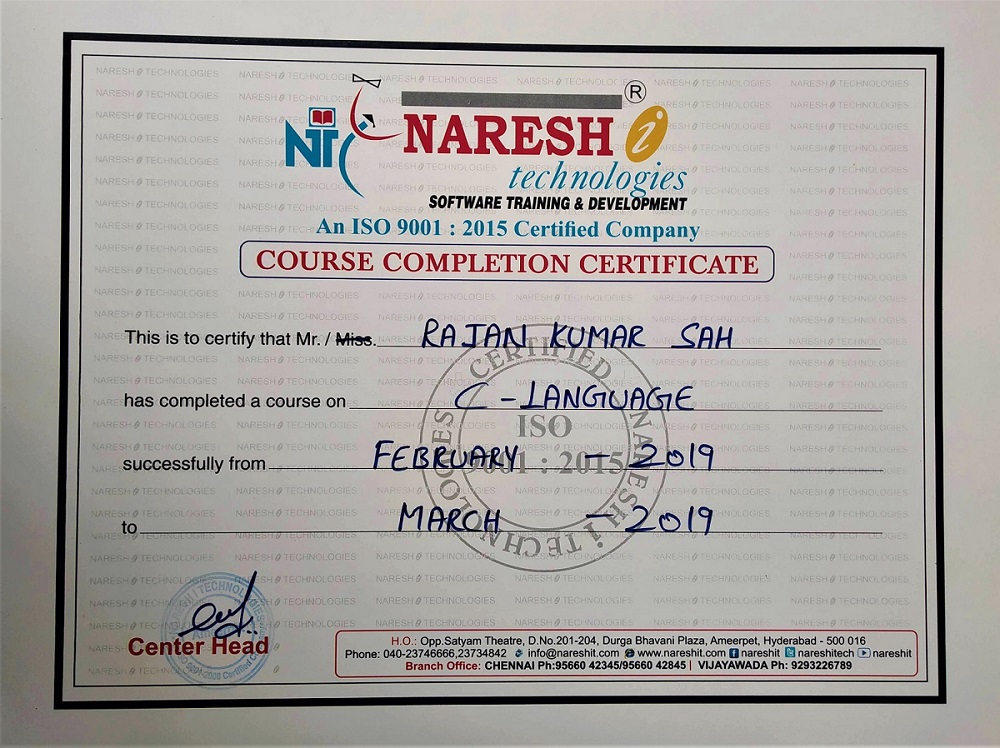 ®
NTi
NARESH i
technologies
SOFTWARE TRAINING & DEVELOPMENT
An ISO 9001 : 2015 Certified Company
COURSE COMPLETION CERTIFICATE
This is to certify that Mr. / Miss. RAJAN KUMAR SAH
has completed a course on C - LANGUAGE
successfully from FEBRUARY - 2019
to MARCH - 2019
CERTIFIED NARESH i TECHNOLOGIES
ISO
9001 : 2015
Center Head
H.O.: Opp.Satyam Theatre, D.No.201-204, Durga Bhavani Plaza, Ameerpet, Hyderabad - 500 016
Phone: 040-23746666,23734842 info@nareshit.com www.nareshit.com nareshit nareshitech nareshit
Branch Office: CHENNAI Ph:95660 42345/95660 42845 | VIJAYAWADA Ph: 9293226789